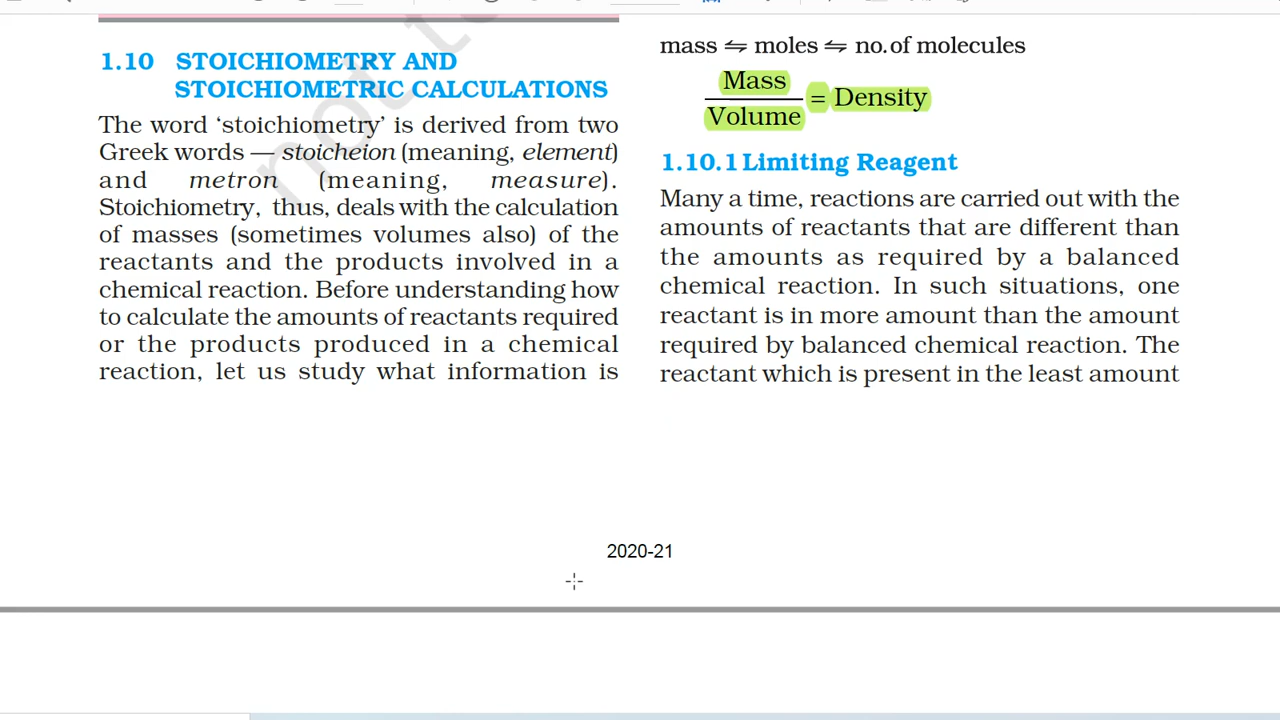 1.10 STOICHIOMETRY AND
STOICHIOMETRIC CALCULATIONS
The word ‘stoichiometry’ is derived from two
Greek words — stoicheion (meaning, element)
and metron (meaning, measure).
Stoichiometry, thus, deals with the calculation
of masses (sometimes volumes also) of the
reactants and the products involved in a
chemical reaction. Before understanding how
to calculate the amounts of reactants required
or the products produced in a chemical
reaction, let us study what information is
mass ⇋ moles ⇋ no. of molecules
Mass
Volume
= Density
1.10.1 Limiting Reagent
Many a time, reactions are carried out with the
amounts of reactants that are different than
the amounts as required by a balanced
chemical reaction. In such situations, one
reactant is in more amount than the amount
required by balanced chemical reaction. The
reactant which is present in the least amount
2020-21
not t